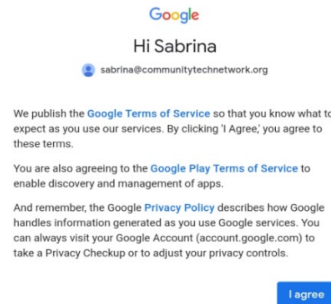 Google
Hi Sabrina
sabrina@communitytechnetwork.org
We publish the Google Terms of Service so that you know what to
expect as you use our services. By clicking 'I Agree,' you agree to
these terms.
You are also agreeing to the Google Play Terms of Service to
enable discovery and management of apps.
And remember, the Google Privacy Policy describes how Google
handles information generated as you use Google services. You
can always visit your Google Account (account.google.com) to
take a Privacy Checkup or to adjust your privacy controls.
I agree